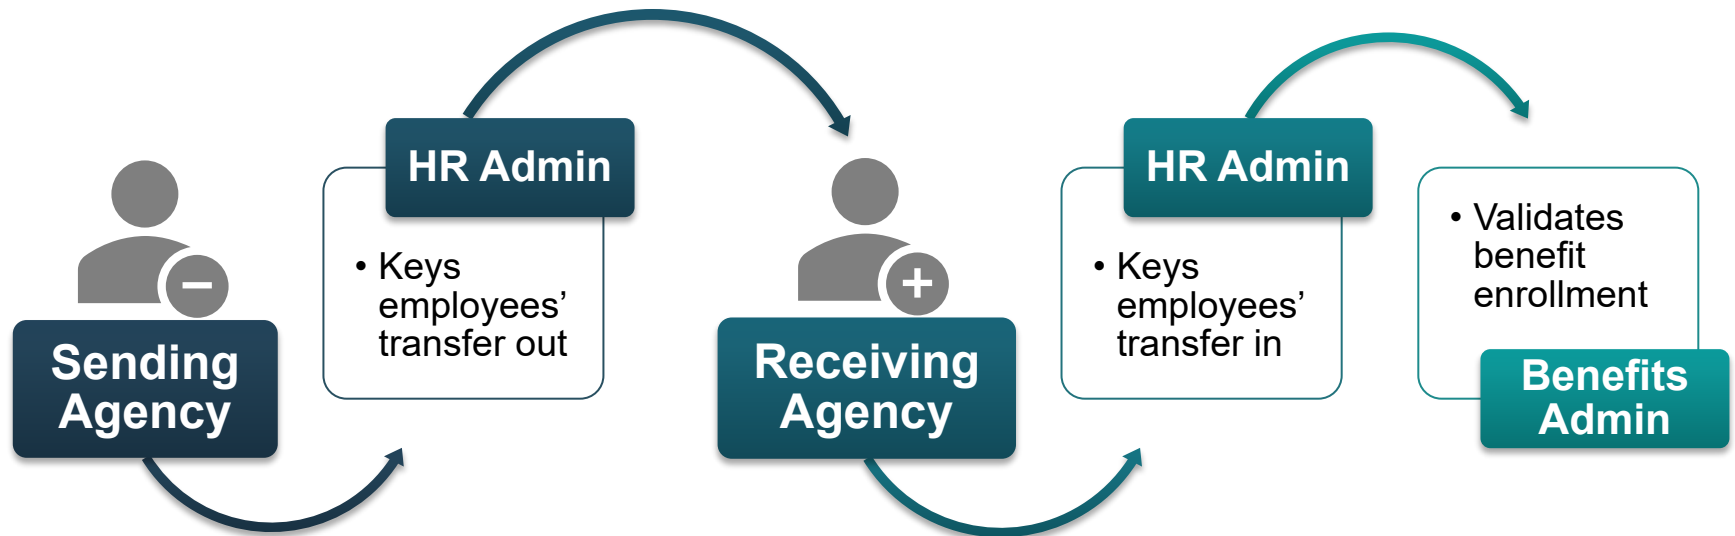 Sending
Agency
HR Admin
• Keys
employees’
transfer out
Receiving
Agency
HR Admin
• Keys
employees’
transfer in
• Validates
benefit
enrollment
Benefits
Admin